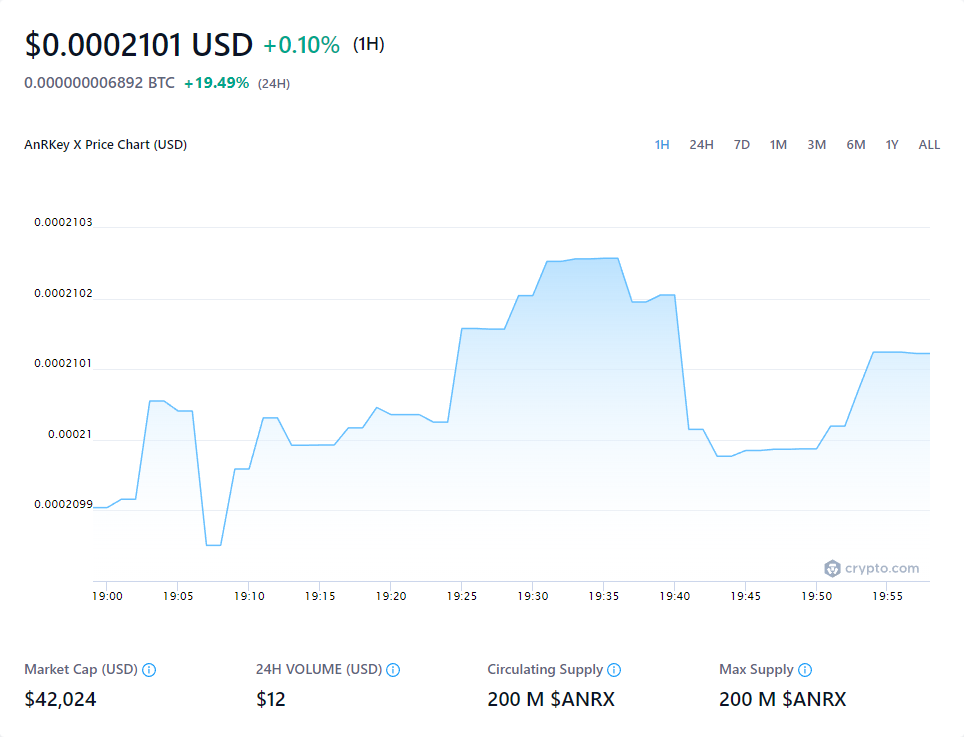 $0.0002101 USD +0.10% (1H)
0.000000006892 BTC +19.49% (24H)
AnRKey X Price Chart (USD) 1H 24H 7D 1M 3M 6M 1Y ALL
0.0002103
0.0002102
0.0002101
0.00021
0.0002099
crypto.com
19:00 19:05 19:10 19:15 19:20 19:25 19:30 19:35 19:40 19:45 19:50 19:55
Market Cap (USD) 24H VOLUME (USD) Circulating Supply Max Supply
$42,024 $12 200 M $ANRX 200 M $ANRX